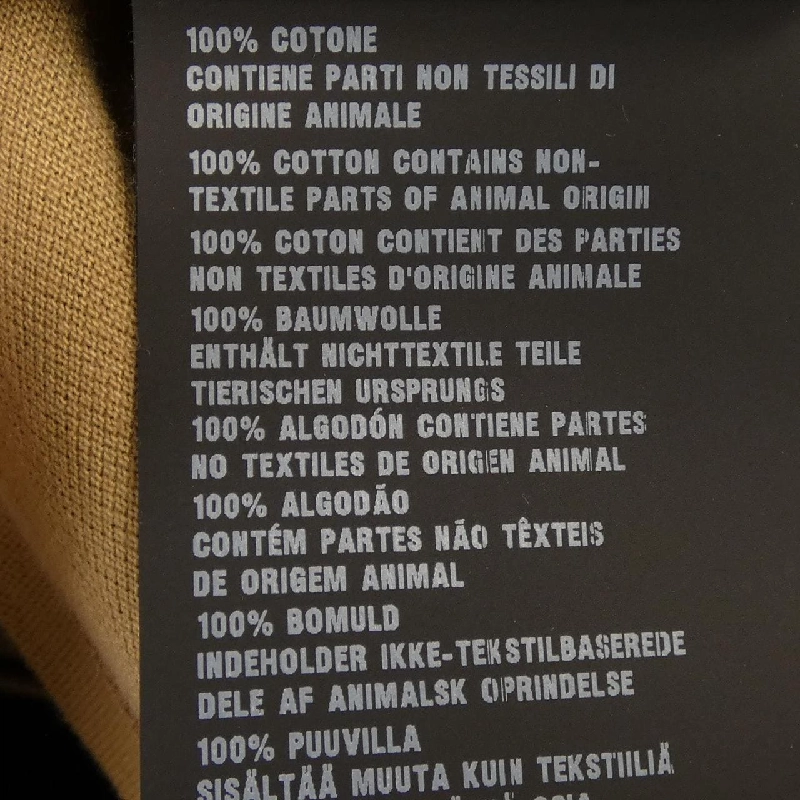 100% COTONE
CONTIENE PARTI NON TESSILI DI
ORIGINE ANIMALE
100% COTTON CONTAINS NON-
TEXTILE PARTS OF ANIMAL ORIGIN
100% COTON CONTIENT DES PARTIES
NON TEXTILES D'ORIGINE ANIMALE
100% BAUMWOLLE
ENTHÄLT NICHTTEXTILE TEILE
TIERISCHEN URSPRUNGS
100% ALGODÓN CONTIENE PARTES
NO TEXTILES DE ORIGEN ANIMAL
100% ALGODÃO
CONTÉM PARTES NÃO TÊXTEIS
DE ORIGEM ANIMAL
100% BOMULD
INDEHOLDER IKKE-TEKSTILBASEREDE
DELE AF ANIMALSK OPRINDELSE
100% PUUVILLA
SISÄLTÄÄ MUUTA KUIN TEKSTIILIÄ